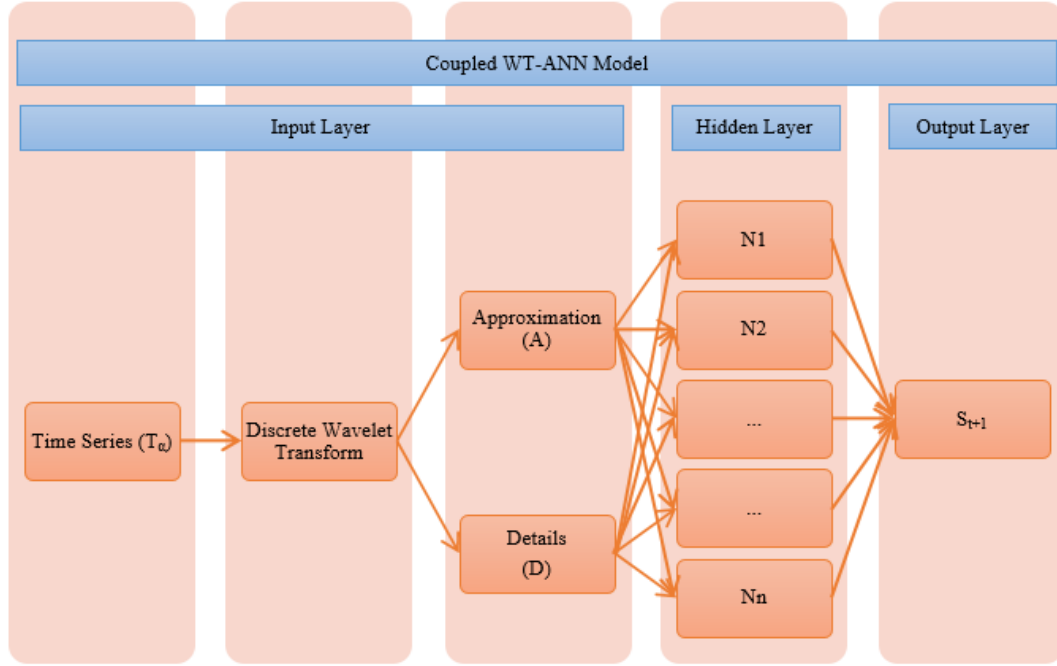 Coupled WT-ANN Model
Input Layer
Hidden Layer
Output Layer
Time Series (Tα)
Discrete Wavelet
Transform
Approximation
(A)
Details
(D)
N1
N2
...
...
Nn
St+1